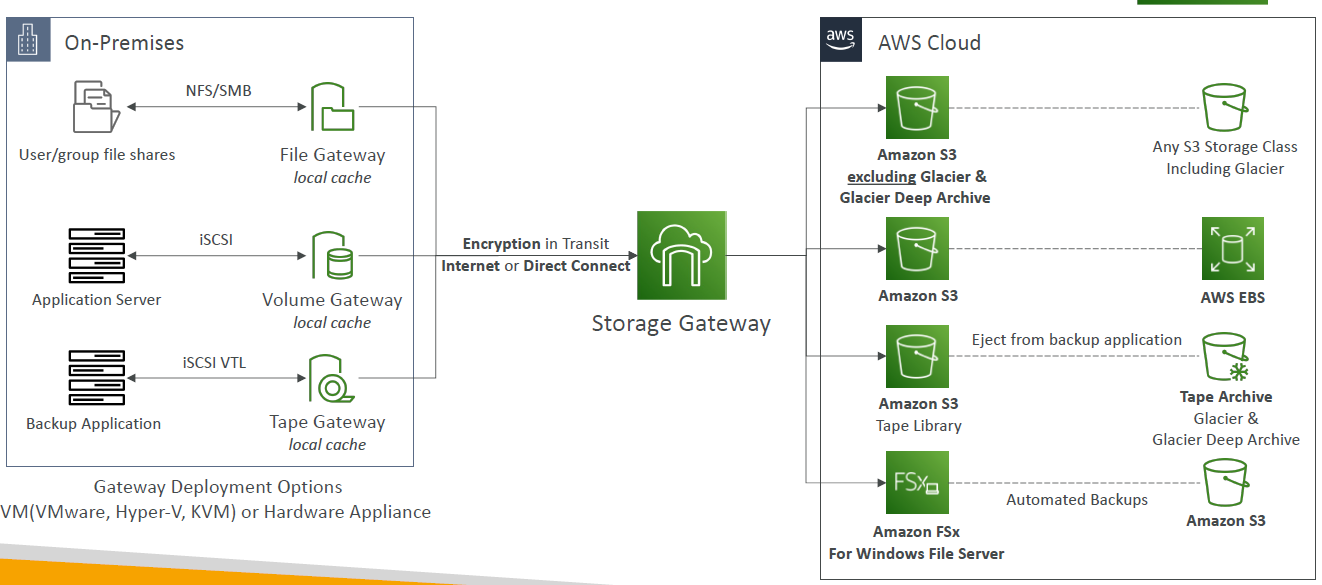 On-Premises
NFS/SMB
User/group file shares
File Gateway
local cache
iSCSI
Application Server
Volume Gateway
local cache
iSCSI VTL
Backup Application
Tape Gateway
local cache
Gateway Deployment Options
VM(VMware, Hyper-V, KVM) or Hardware Appliance
Encryption in Transit
Internet or Direct Connect
Storage Gateway
aws
AWS Cloud
Amazon S3
excluding Glacier &
Glacier Deep Archive
Any S3 Storage Class
Including Glacier
Amazon S3
AWS EBS
Amazon S3
Tape Library
Eject from backup application
Tape Archive
Glacier &
Glacier Deep Archive
FSx
Amazon FSx
For Windows File Server
Automated Backups
Amazon S3